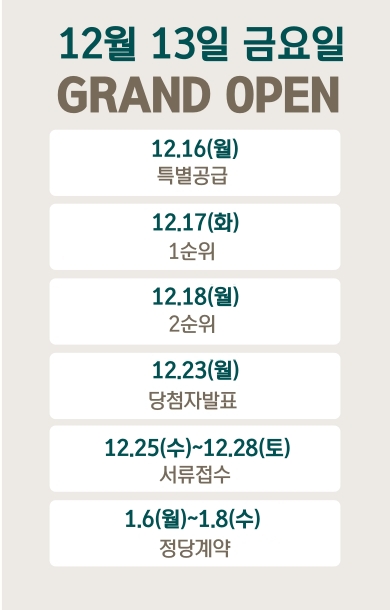 12월 13일 금요일
GRAND OPEN
12.16(월)
특별공급
12.17(화)
1순위
12.18(월)
2순위
12.23(월)
당첨자발표
12.25(수)~12.28(토)
서류접수
1.6(월)~1.8(수)
정당계약